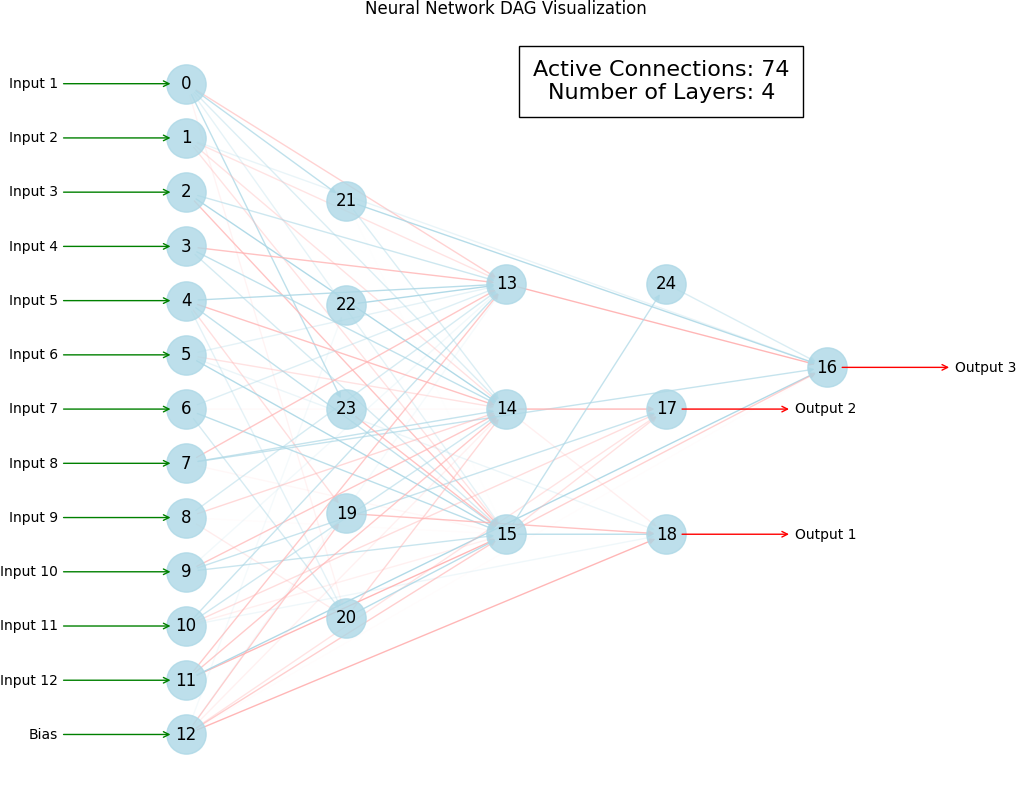 Neural Network DAG Visualization
Active Connections: 74
Number of Layers: 4
Input 1
0
Input 2
1
Input 3
2
21
Input 4
3
13
24
Input 5
4
22
Input 6
5
16
Output 3
Input 7
6
23
14
17
Output 2
Input 8
7
Input 9
8
19
15
18
Output 1
Input 10
9
Input 11
10
20
Input 12
11
Bias
12